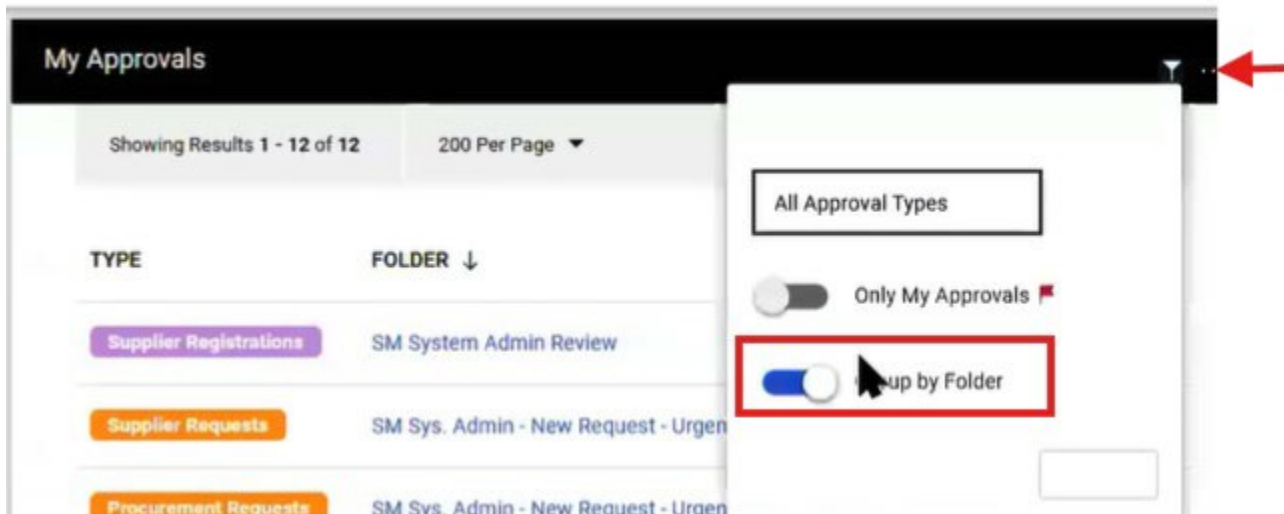 My Approvals
Showing Results 1 - 12 of 12
200 Per Page
All Approval Types
TYPE
FOLDER
Only My Approvals
Supplier Registrations
SM System Admin Review
up by Folder
Supplier Requests
SM Sys. Admin - New Request - Urgen
Procurement Requests
SM Sys. Admin - New Request - Urgen